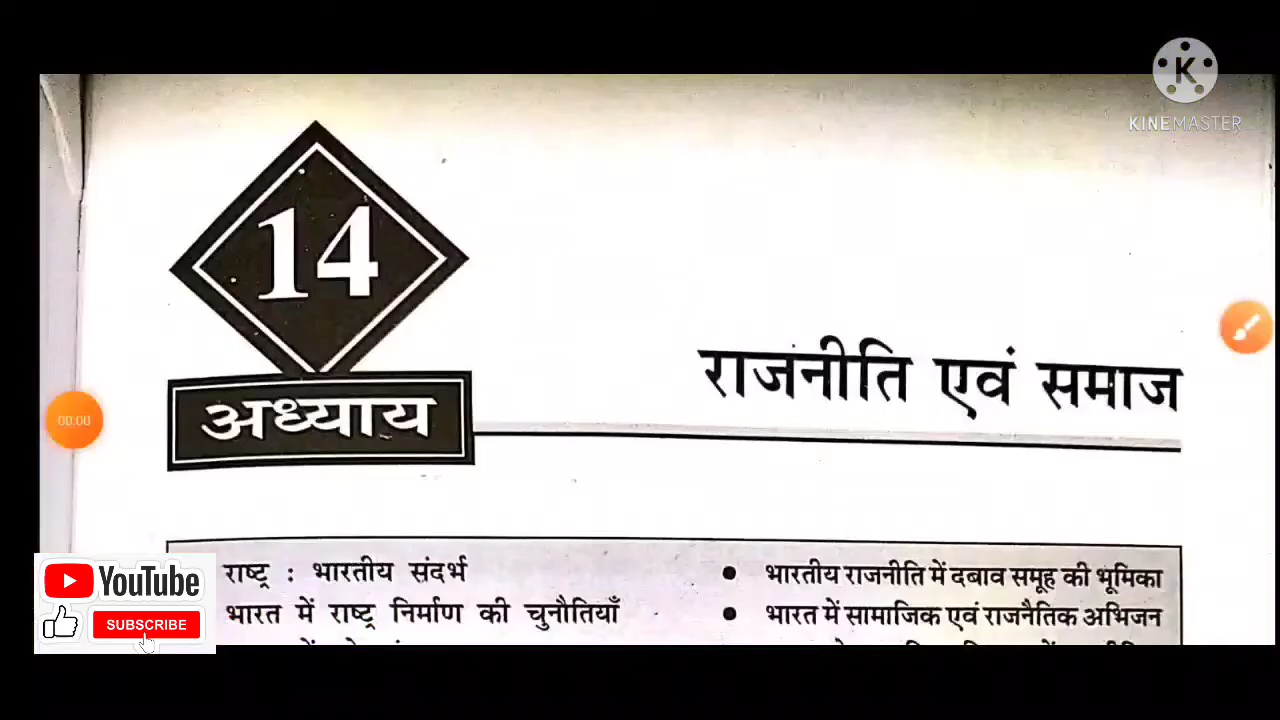 K
KINEMASTER
14
अध्याय
राजनीति एवं समाज
00:00
राष्ट्र : भारतीय संदर्भ
भारत में राष्ट्र निर्माण की चुनौतियाँ
● भारतीय राजनीति में दबाव समूह की भूमिका
● भारत में सामाजिक एवं राजनैतिक अभिजन
YouTube
SUBSCRIBE